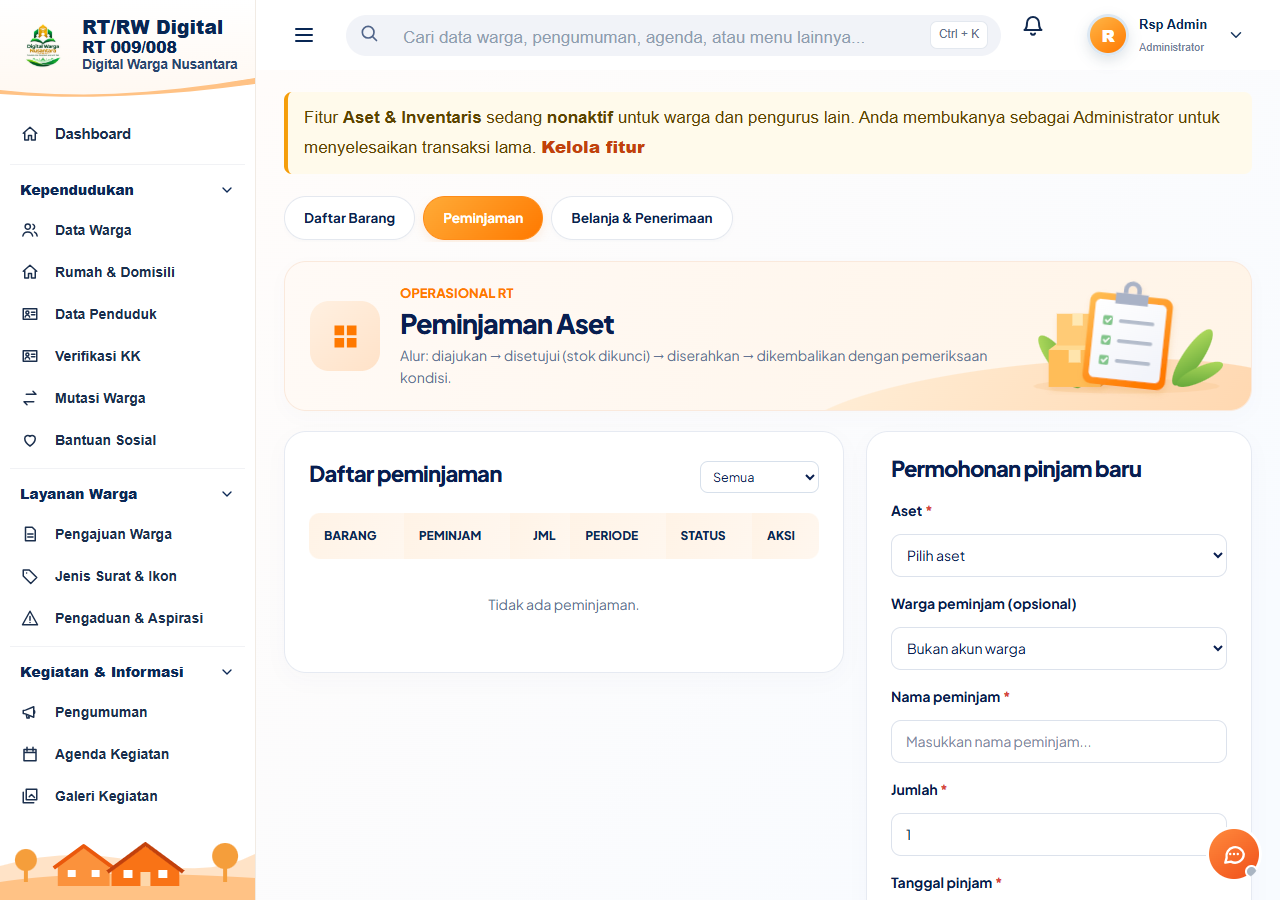 RT/RW Digital
RT 009/008
Digital Warga Nusantara
Cari data warga, pengumuman, agenda, atau menu lainnya...
Ctrl + K
R
Rsp Admin
Administrator
Dashboard
Kependudukan
Data Warga
Rumah & Domisili
Data Penduduk
Verifikasi KK
Mutasi Warga
Bantuan Sosial
Layanan Warga
Pengajuan Warga
Jenis Surat & Ikon
Pengaduan & Aspirasi
Kegiatan & Informasi
Pengumuman
Agenda Kegiatan
Galeri Kegiatan
Fitur Aset & Inventaris sedang nonaktif untuk warga dan pengurus lain. Anda membukanya sebagai Administrator untuk
menyelesaikan transaksi lama. Kelola fitur
Daftar Barang
Peminjaman
Belanja & Penerimaan
OPERASIONAL RT
Peminjaman Aset
Alur: diajukan → disetujui (stok dikunci) → diserahkan → dikembalikan dengan pemeriksaan
kondisi.
Daftar peminjaman
Semua
BARANG PEMINJAM JML PERIODE STATUS AKSI
Tidak ada peminjaman.
Permohonan pinjam baru
Aset *
Pilih aset
Warga peminjam (opsional)
Bukan akun warga
Nama peminjam *
Masukkan nama peminjam...
Jumlah *
1
Tanggal pinjam *